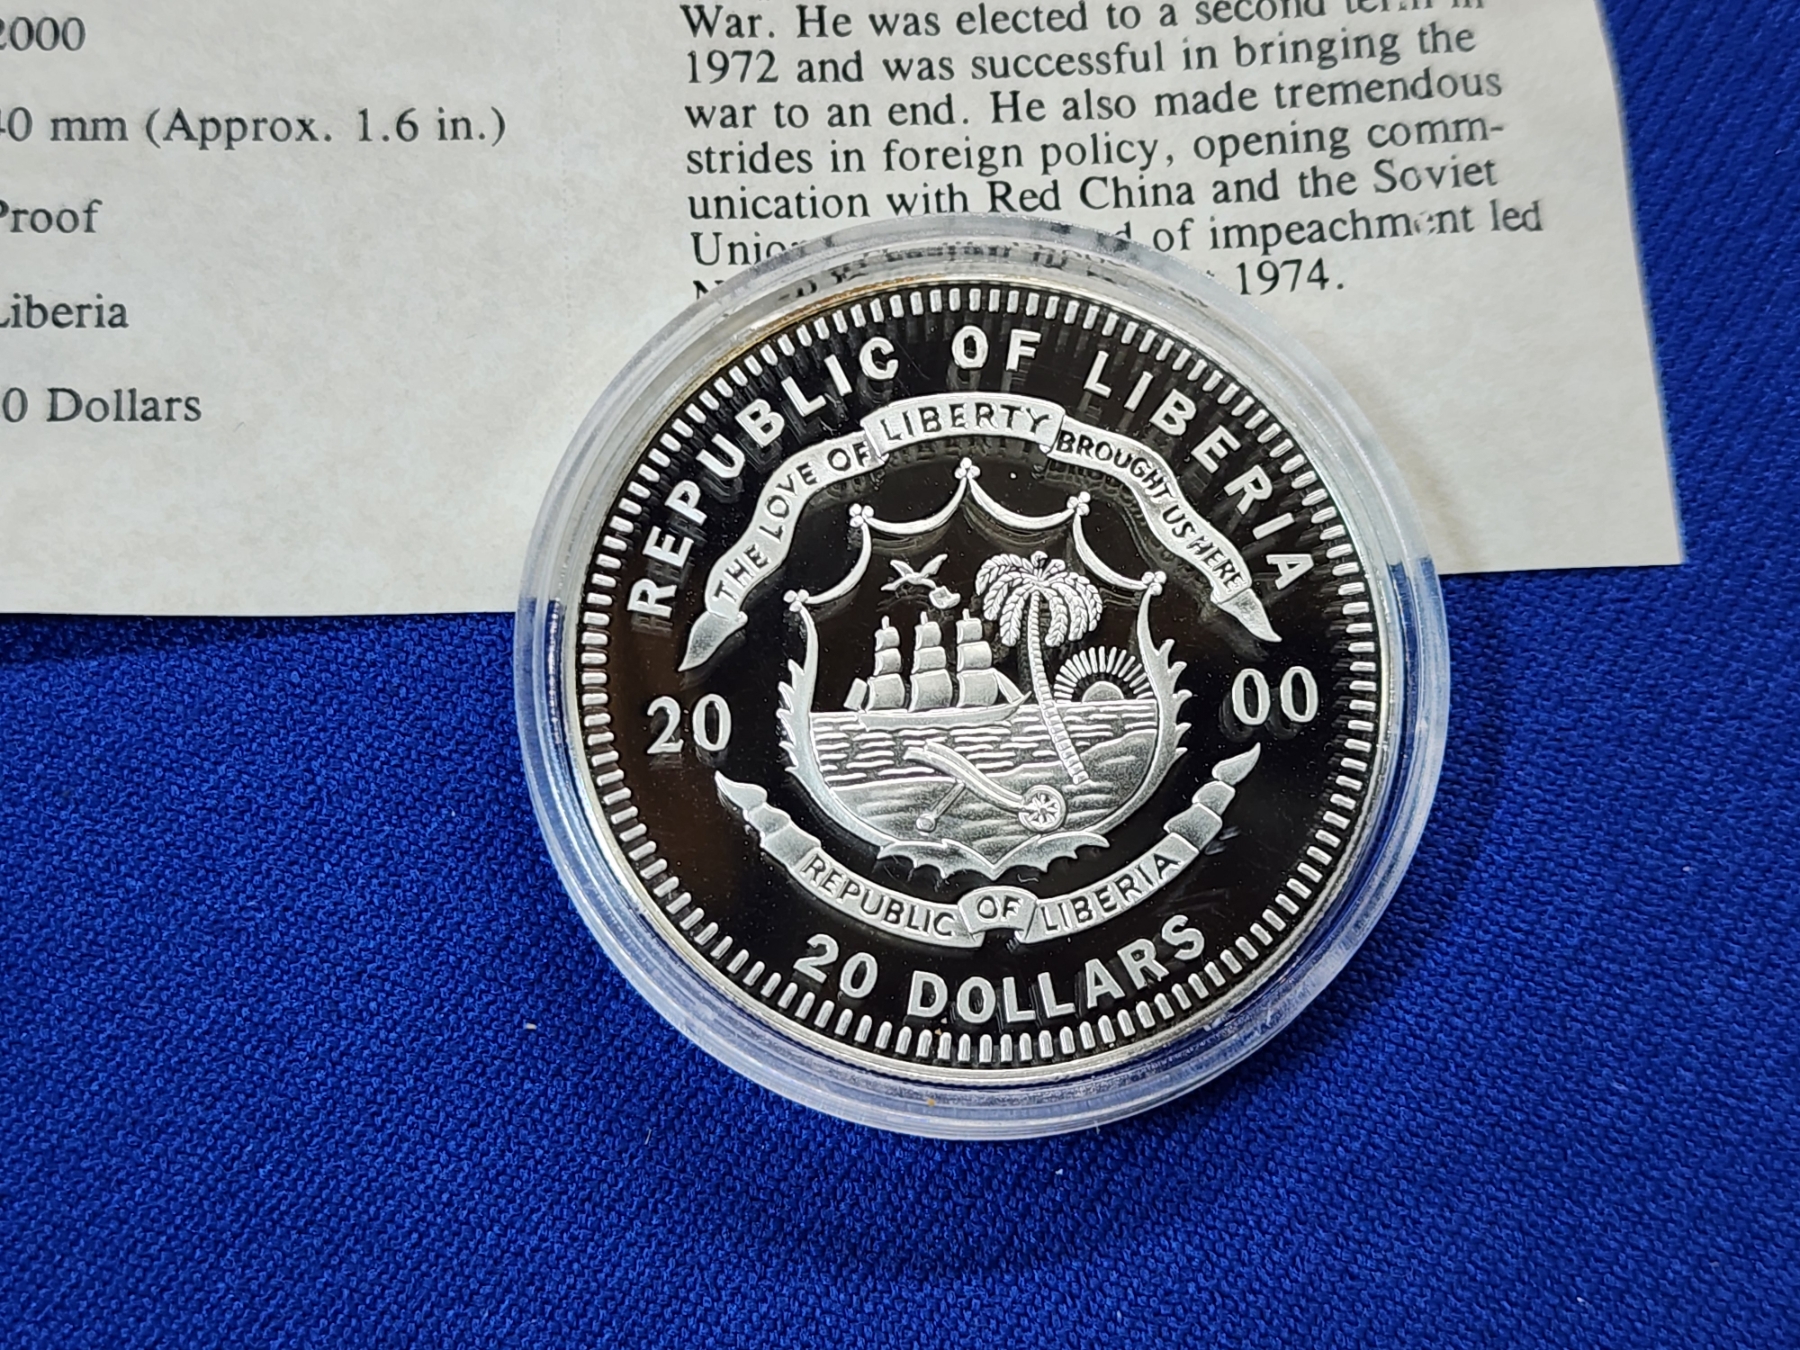 2000
40 mm (Approx. 1.6 in.)
Proof
Liberia
20 Dollars
War. He was elected to a second term in
1972 and was successful in bringing the
war to an end. He also made tremendous
strides in foreign policy, opening comm-
unication with Red China and the Soviet
of impeachment led
1974.
REPUBLIC OF LIBERIA
THE LOVE OF LIBERTY BROUGHT US HERE
20 00
REPUBLIC OF LIBERIA
20 DOLLARS